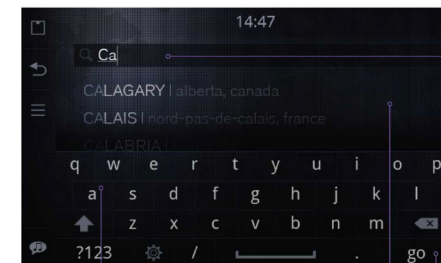 14:47
Ca
CALAGARY | alberta, canada
CALAIS | nord-pas-de-calais, france
CALABRIA |
q w e r t y u i o p
a s d f g h j k l
z x c v b n m
?123 / . go